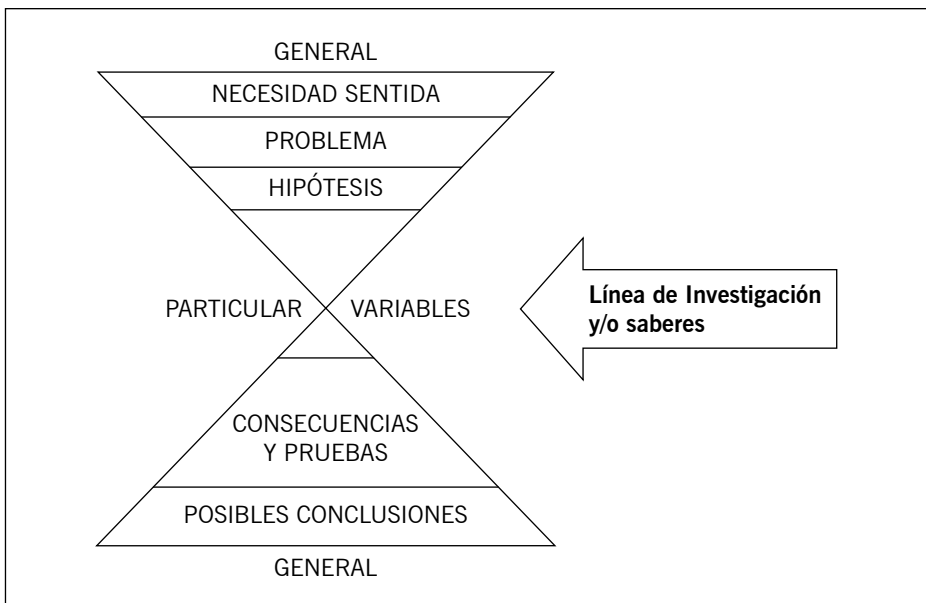 GENERAL
NECESIDAD SENTIDA
PROBLEMA
HIPÓTESIS
PARTICULAR
VARIABLES
Línea de Investigación
y/o saberes
CONSECUENCIAS
Y PRUEBAS
POSIBLES CONCLUSIONES
GENERAL